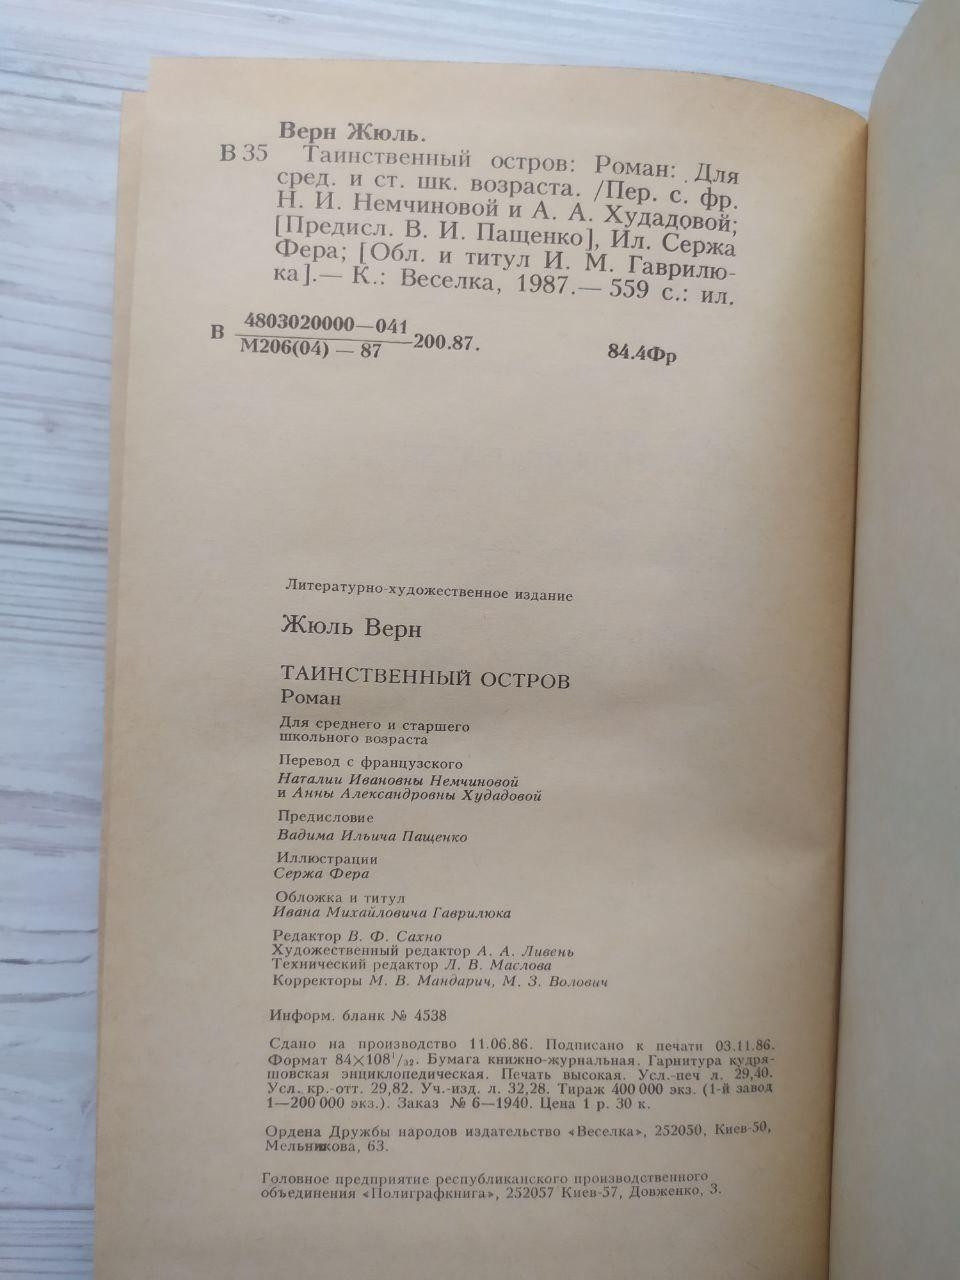 Верн Жюль.
В 35 Таинственный остров: Роман: Для
сред. и ст. шк. возраста. /Пер. с. фр.
Н. И. Немчиновой и А. А. Худадовой;
[Предисл. В. И. Пащенко], Ил. Сержа
Фера; [Обл. и титул И. М. Гаврилю-
ка].— К.: Веселка, 1987.— 559 с.: ил.
4803020000—041
В М206(04) — 87 200.87.
84.4Фр
Литературно-художественное издание
Жюль Верн
ТАИНСТВЕННЫЙ ОСТРОВ
Роман
Для среднего и старшего
школьного возраста
Перевод с французского
Наталии Ивановны Немчиновой
и Анны Александровны Худадовой
Предисловие
Вадима Ильича Пащенко
Иллюстрации
Сержа Фера
Обложка и титул
Ивана Михайловича Гаврилюка
Редактор В. Ф. Сахно
Художественный редактор А. А. Ливень
Технический редактор Л. В. Маслова
Корректоры М. В. Мандарич, М. З. Волович
Информ. бланк № 4538
Сдано на производство 11.06.86. Подписано к печати 03.11.86.
Формат 84×108¹/₃₂. Бумага книжно-журнальная. Гарнитура кудря-
шовская энциклопедическая. Печать высокая. Усл.-печ л. 29,40.
Усл. кр.-отт. 29,82. Уч.-изд. л. 32,28. Тираж 400 000 экз. (1-й завод
1—200 000 экз.). Заказ № 6—1940. Цена 1 р. 30 к.
Ордена Дружбы народов издательство «Веселка», 252050, Киев-50,
Мельникова, 63.
Головное предприятие республиканского производственного
объединения «Полиграфкнига», 252057 Киев-57, Довженко, 3.